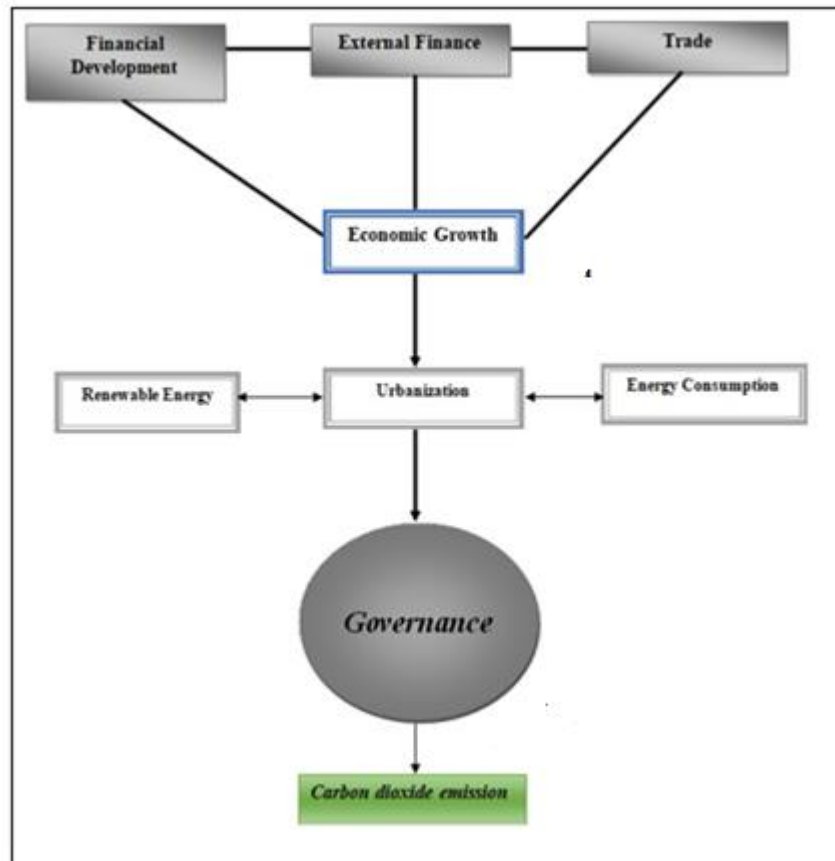 Financial
Development
External Finance
Trade
Economic Growth
Renewable Energy
Urbanization
Energy Consumption
Governance
Carbon dioxide emission